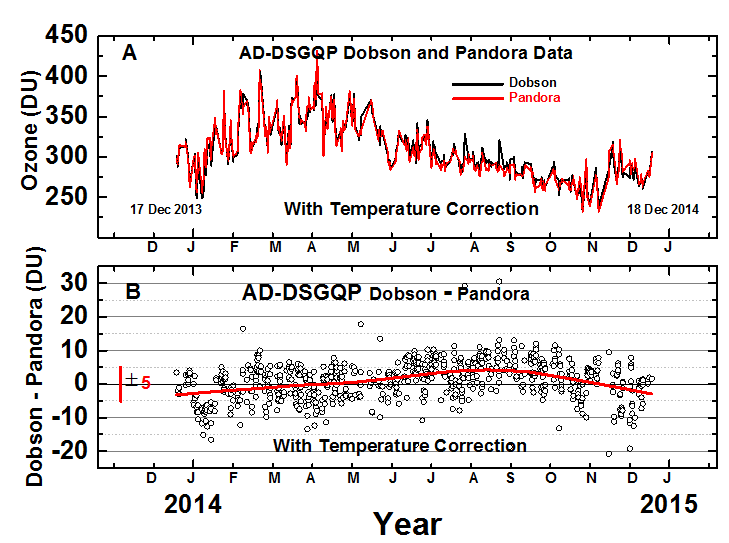 450
400
350
300
250
Ozone (DU)
A
AD-DSGQP Dobson and Pandora Data
Dobson
Pandora
17 Dec 2013
With Temperature Correction
18 Dec 2014
D J F M A M J J A S O N D J
30
20
10
0
-10
-20
Dobson - Pandora (DU)
B
AD-DSGQP Dobson - Pandora
±5
With Temperature Correction
D J F M A M J J A S O N D J
2014
2015
Year